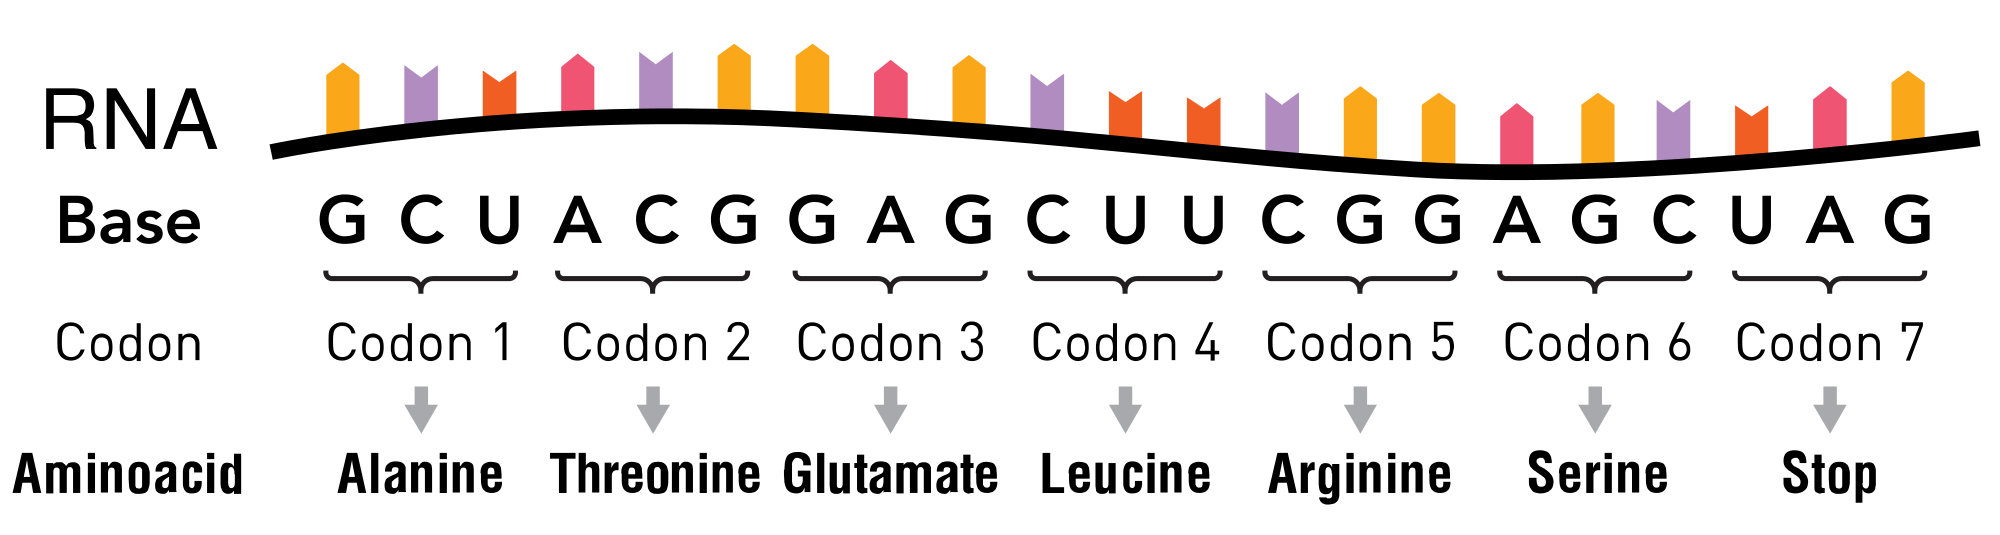 RNA
Base G C U A C G G A G C U U C G G A G C U A G
Codon Codon 1 Codon 2 Codon 3 Codon 4 Codon 5 Codon 6 Codon 7
Aminoacid Alanine Threonine Glutamate Leucine Arginine Serine Stop